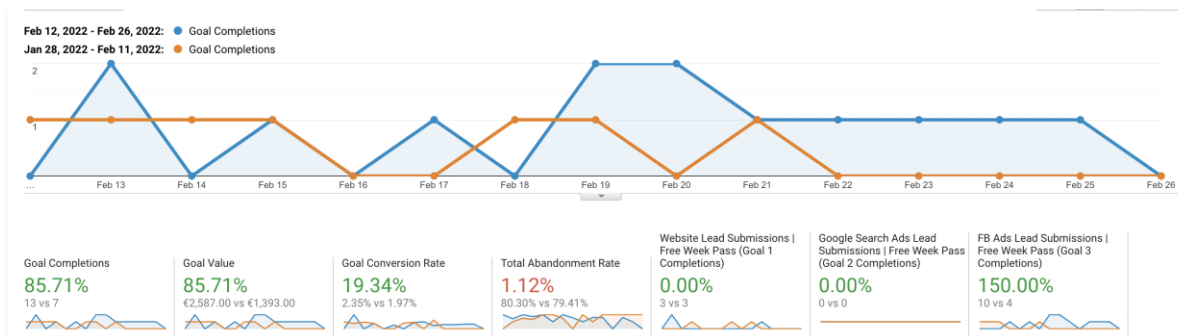 Feb 12, 2022 - Feb 26, 2022: Goal Completions
Jan 28, 2022 - Feb 11, 2022: Goal Completions
2
1
... Feb 13 Feb 14 Feb 15 Feb 16 Feb 17 Feb 18 Feb 19 Feb 20 Feb 21 Feb 22 Feb 23 Feb 24 Feb 25 Feb 26
Goal Completions
85.71%
13 vs 7
Goal Value
85.71%
€2,587.00 vs €1,393.00
Goal Conversion Rate
19.34%
2.35% vs 1.97%
Total Abandonment Rate
1.12%
80.30% vs 79.41%
Website Lead Submissions |
Free Week Pass (Goal 1
Completions)
0.00%
3 vs 3
Google Search Ads Lead
Submissions | Free Week Pass
(Goal 2 Completions)
0.00%
0 vs 0
FB Ads Lead Submissions |
Free Week Pass (Goal 3
Completions)
150.00%
10 vs 4